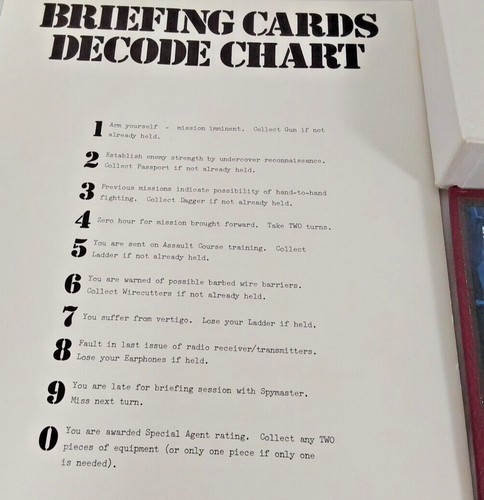 BRIEFING CARDS
DECODE CHART
1 Arm yourself - mission imminent. Collect Gun if not
already held.
2 Establish enemy strength by undercover reconnaissance.
Collect Passport if not already held.
3 Previous missions indicate possibility of hand-to-hand
fighting. Collect Dagger if not already held.
4 Zero hour for mission brought forward. Take TWO turns.
5 You are sent on Assault Course training. Collect
Ladder if not already held.
6 You are warned of possible barbed wire barriers.
Collect Wirecutters if not already held.
7 You suffer from vertigo. Lose your Ladder if held.
8 Fault in last issue of radio receiver/transmitters.
Lose your Earphones if held.
9 You are late for briefing session with Spymaster.
Miss next turn.
0 You are awarded Special Agent rating. Collect any TWO
pieces of equipment (or only one piece if only one
is needed).